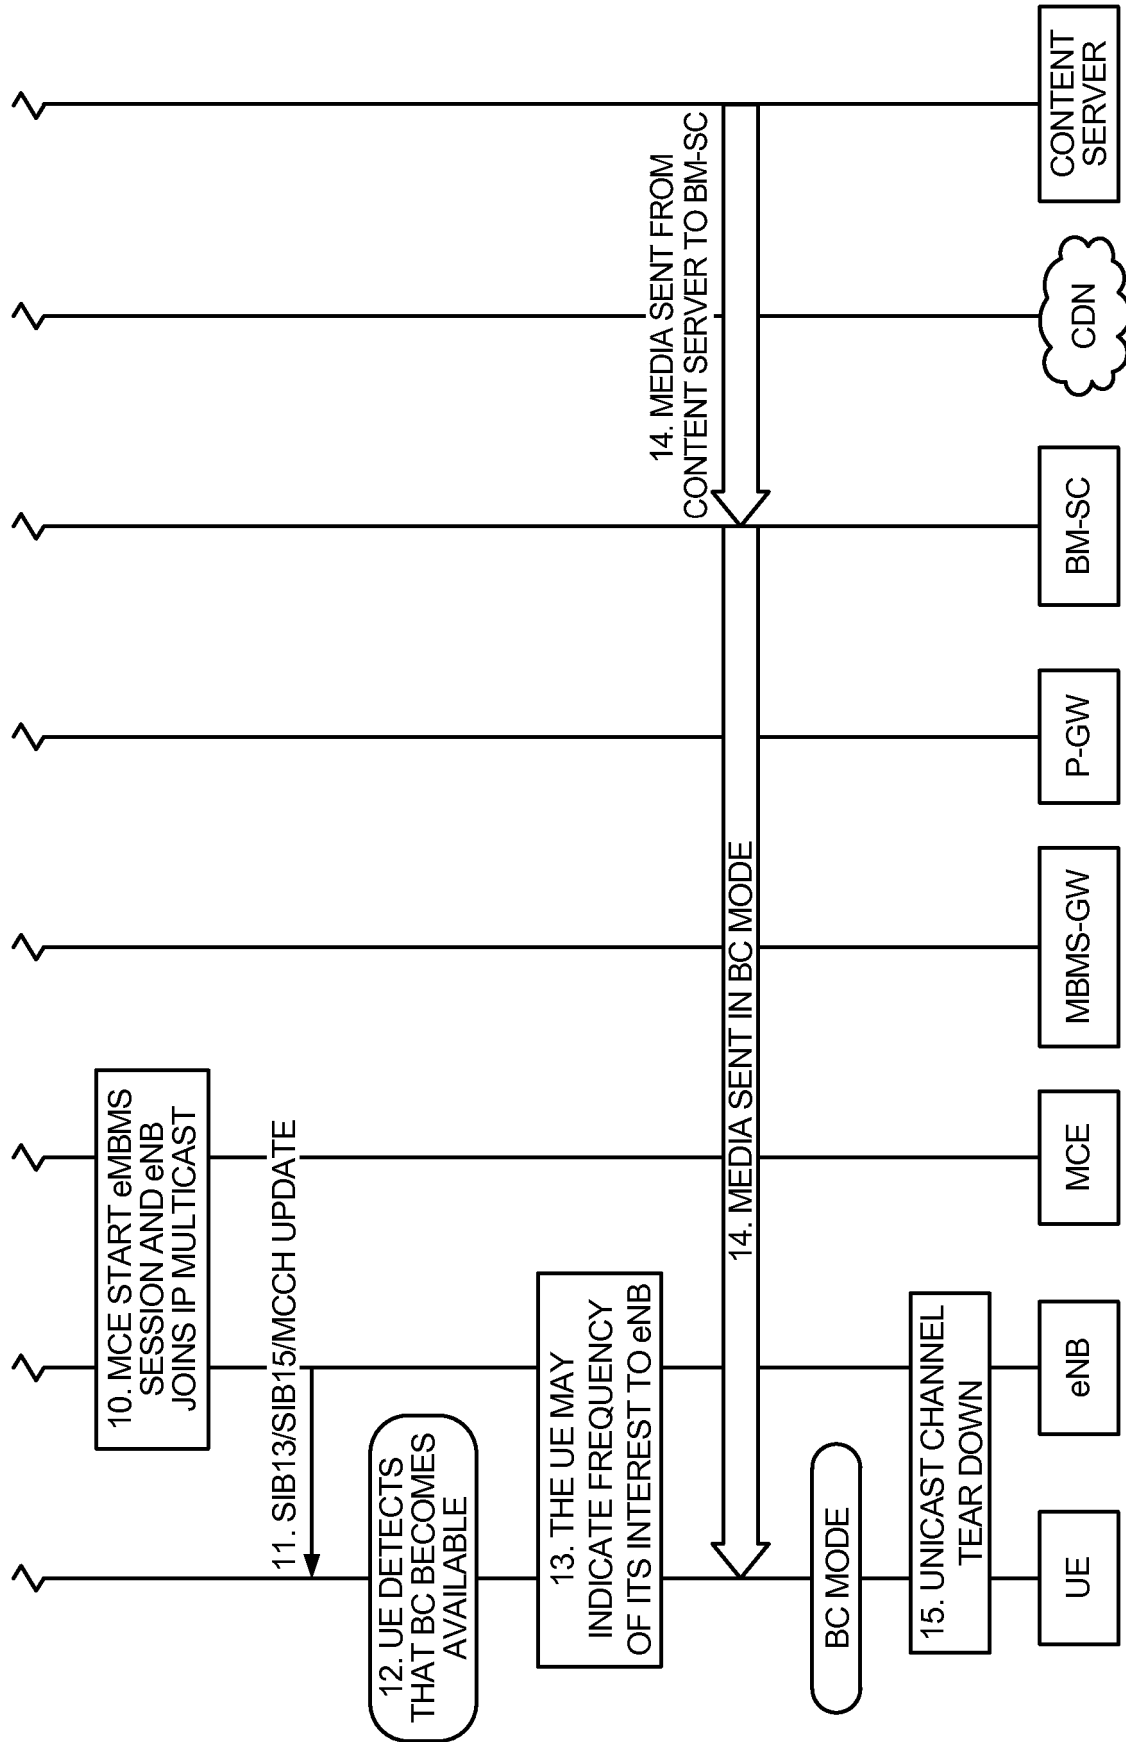 10. MCE START eMBMS
SESSION AND eNB
JOINS IP MULTICAST
11. SIB13/SIB15/MCCH UPDATE
12. UE DETECTS
THAT BC BECOMES
AVAILABLE
13. THE UE MAY
INDICATE FREQUENCY
OF ITS INTEREST TO eNB
14. MEDIA SENT FROM
CONTENT SERVER TO BM-SC
14. MEDIA SENT IN BC MODE
BC MODE
15. UNICAST CHANNEL
TEAR DOWN
UE
eNB
MCE
MBMS-GW
P-GW
BM-SC
CDN
CONTENT
SERVER